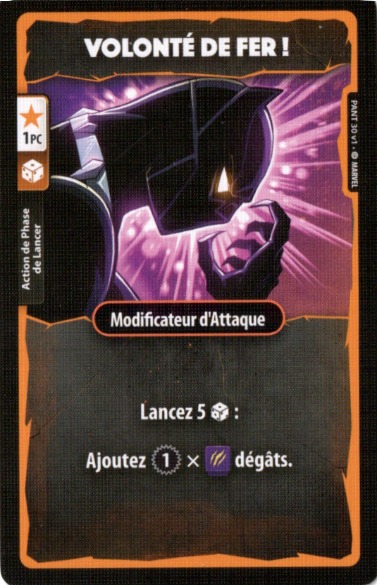 VOLONTÉ DE FER !
1PC
Action de Phase
de Lancer
PANT 30 v1 • © MARVEL
Modificateur d'Attaque
Lancez 5 :
Ajoutez 1 × dégâts.